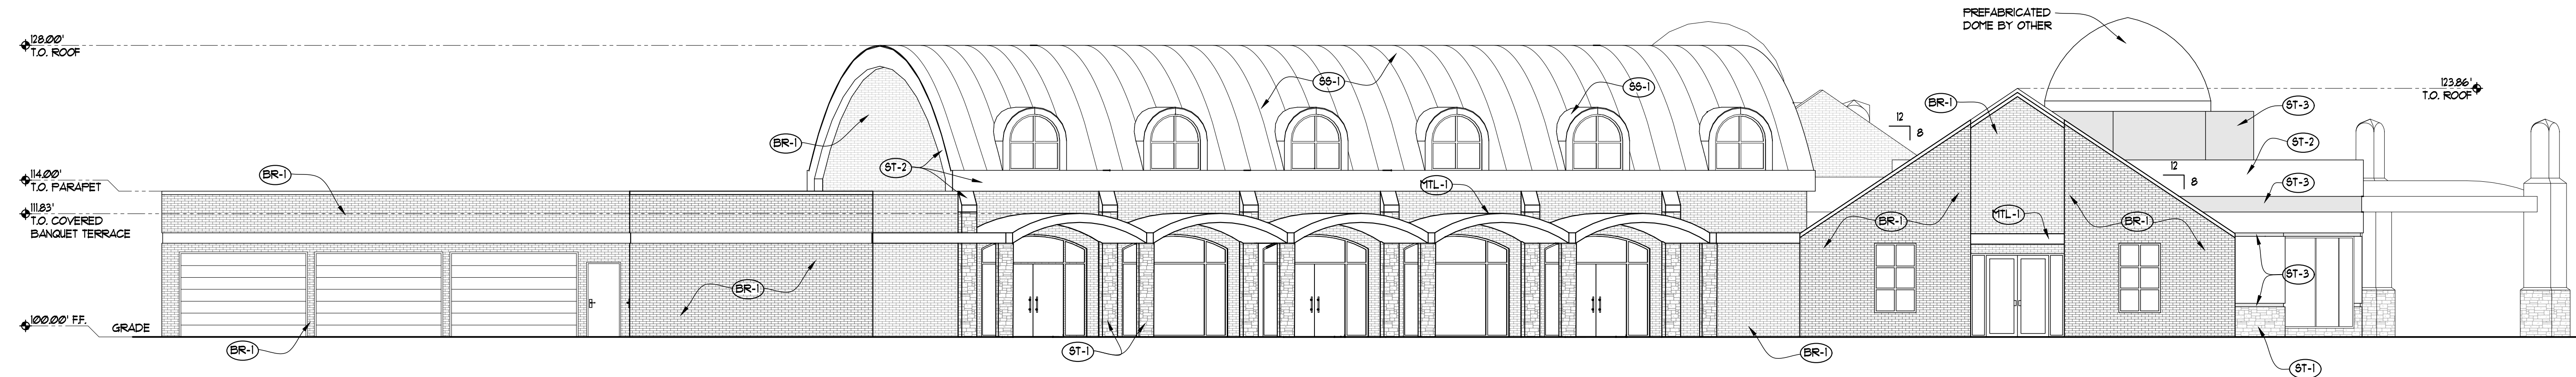 PREFABRICATED
DOME BY OTHER
128.00'
T.O. ROOF
123.86'
T.O. ROOF
SS-1
SS-1
BR-1
ST-3
12
8
BR-1
ST-2
ST-2
114.00'
T.O. PARAPET
BR-1
MTL-1
12
8
ST-3
111.83'
T.O. COVERED
BANQUET TERRACE
BR-1
MTL-1
BR-1
ST-3
BR-1
100.00' F.F.
GRADE
BR-1
ST-1
BR-1
ST-1